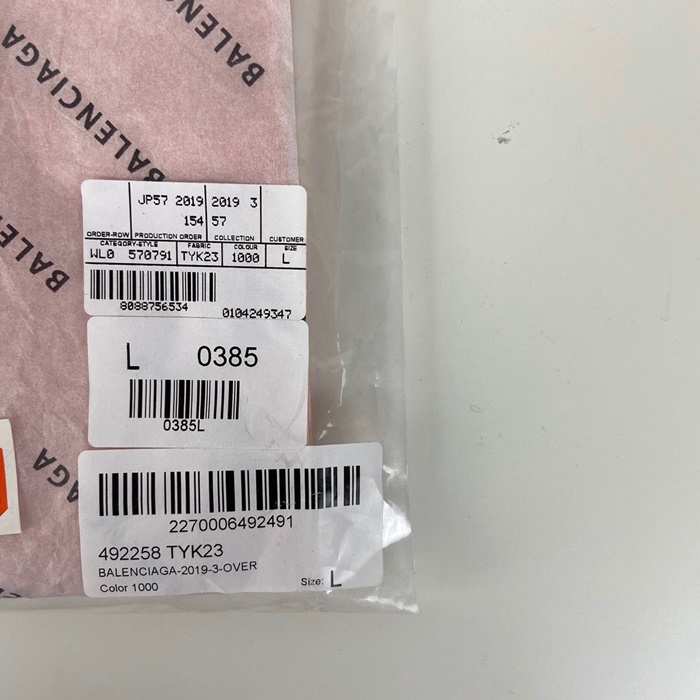 BALENCIAGA
BALENCIAGA
BALENCIAGA
BALE
AGA
JP57 2019 2019 3
154 57
ORDER-ROW PRODUCTION ORDER COLLECTION CUSTOMER
CATEGORY-STYLE FABRIC COLOUR SIZE
WL0 570791 TYK23 1000 L
8088756534
0104249347
L 0385
0385L
2270006492491
492258 TYK23
BALENCIAGA-2019-3-OVER
Color 1000 Size: L